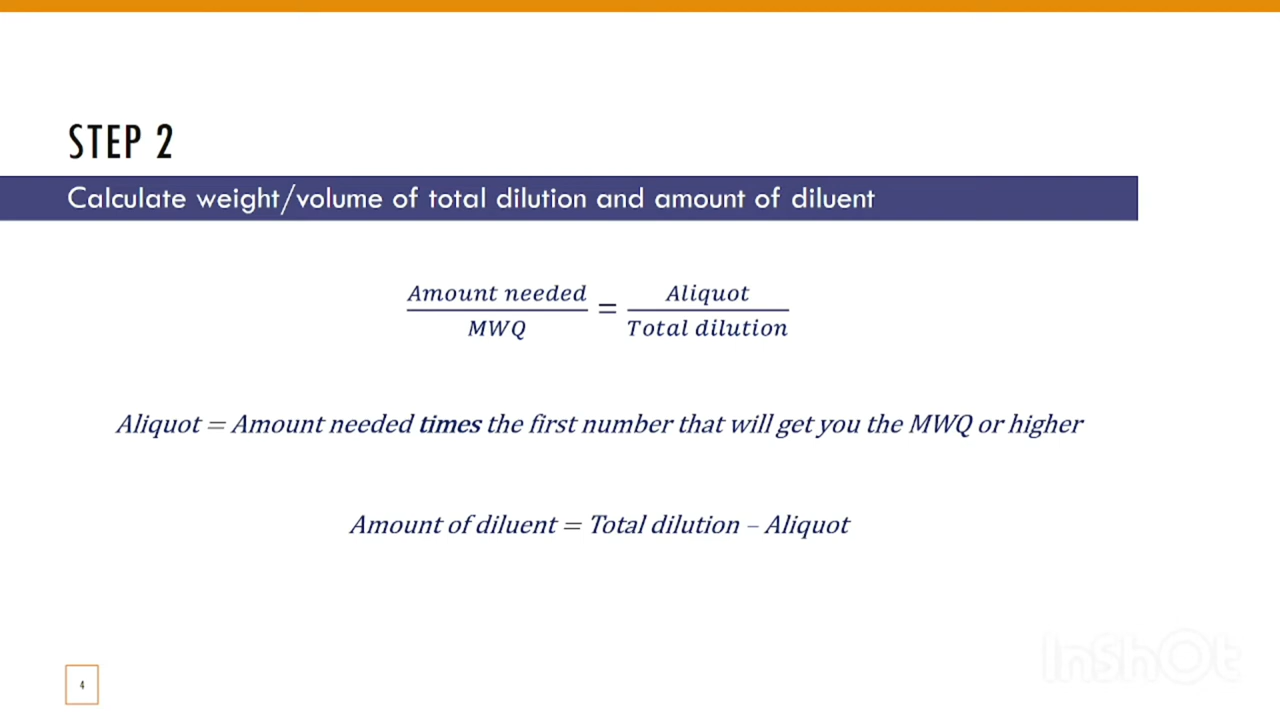 STEP 2
Calculate weight/volume of total dilution and amount of diluent
Amount needed / MWQ = Aliquot / Total dilution
Aliquot = Amount needed times the first number that will get you the MWQ or higher
Amount of diluent = Total dilution – Aliquot
InShOt
4